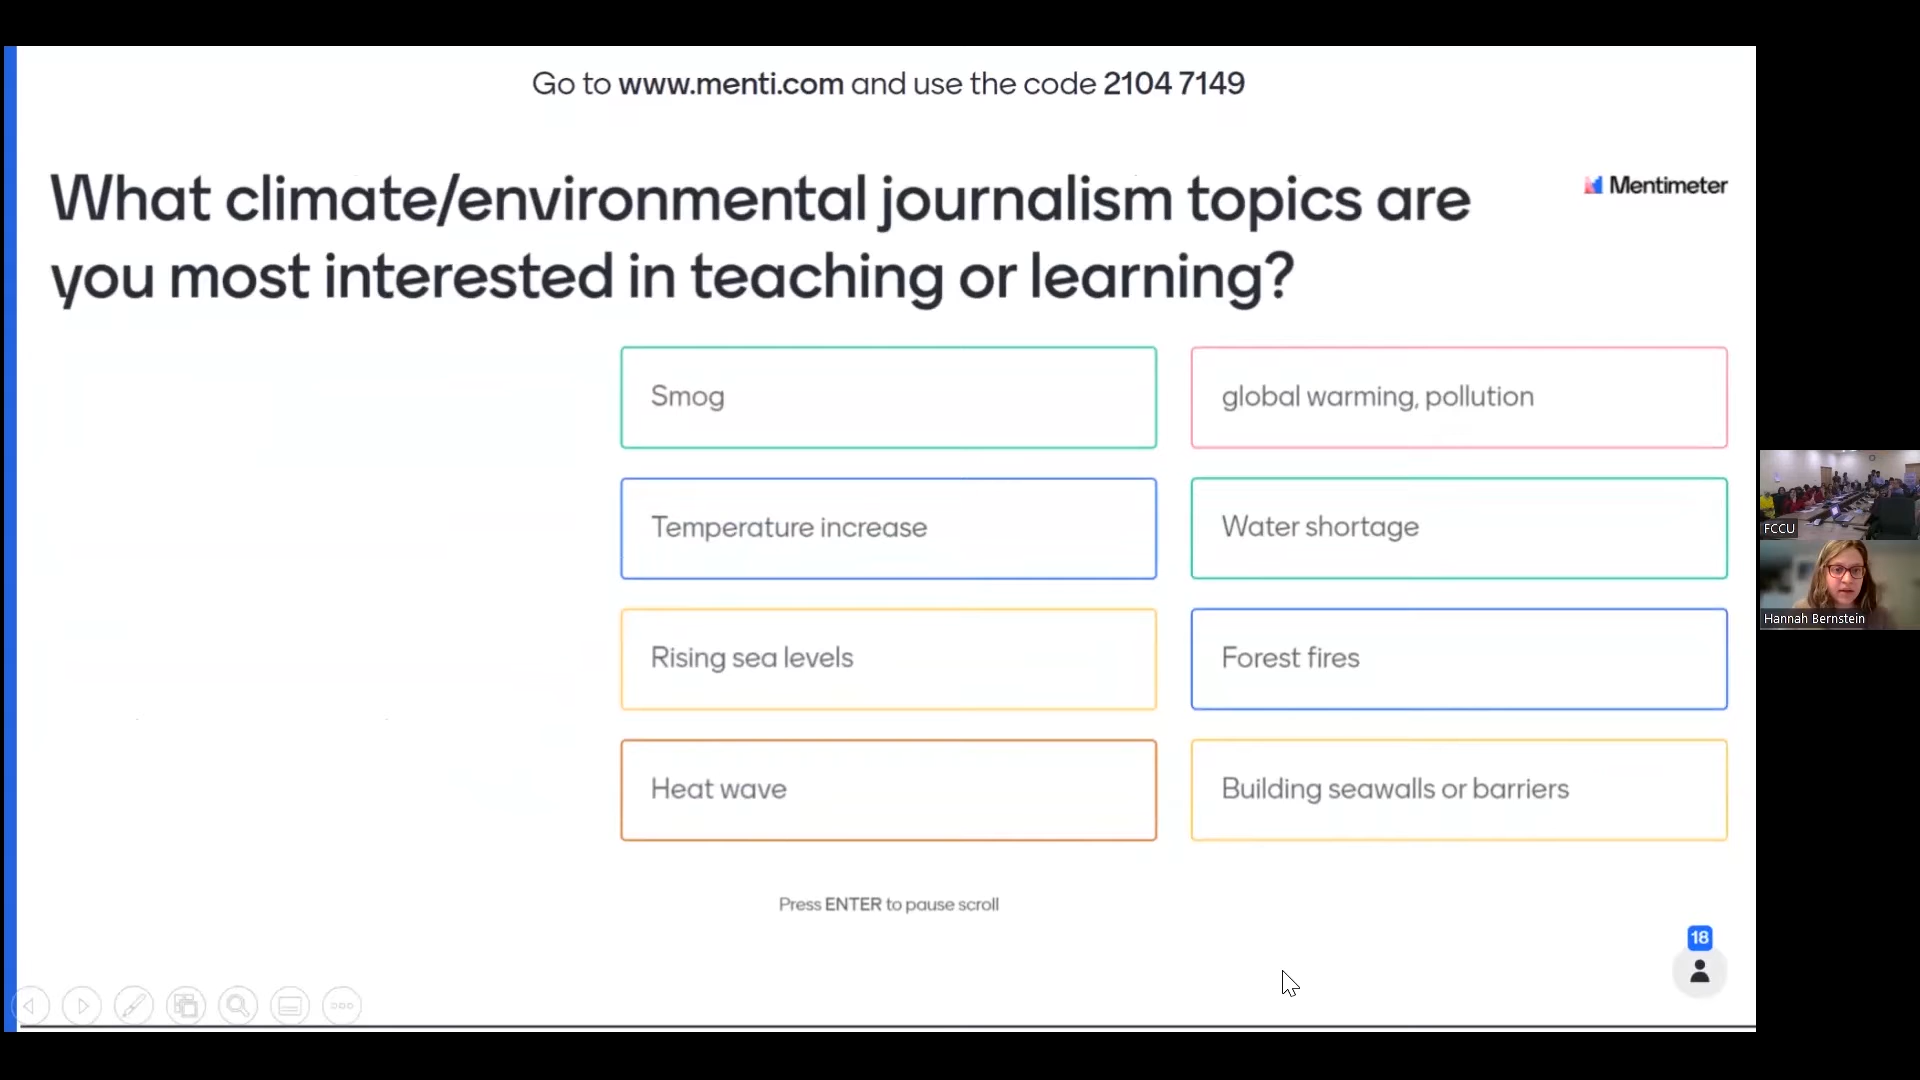 Go to www.menti.com and use the code 2104 7149
What climate/environmental journalism topics are
you most interested in teaching or learning?
Mentimeter
Smog
global warming, pollution
Temperature increase
Water shortage
Rising sea levels
Forest fires
Heat wave
Building seawalls or barriers
Press ENTER to pause scroll
18
FCCU
Hannah Bernstein